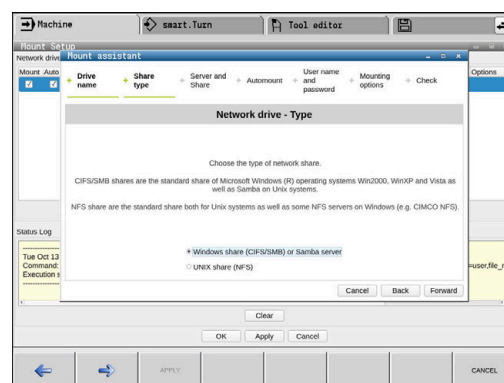 Machine
smart.Turn
Tool editor
Mount Setup
Network drive
Mount assistant
Mount Auto
Options
Drive name
Share type
Server and Share
Automount
User name and password
Mounting options
Check
Network drive - Type
Choose the type of network share.
CIFS/SMB shares are the standard share of Microsoft Windows (R) operating systems Win2000, WinXP and Vista as
well as Samba on Unix systems.
NFS share are the standard share both for Unix systems as well as some NFS servers on Windows (e.g. CIMCO NFS).
Status Log
Tue Oct 13
Command:
Execution s
=user,file_r
Windows share (CIFS/SMB) or Samba server
UNIX share (NFS)
Cancel
Back
Forward
Clear
OK
Apply
Cancel
APPLY
CANCEL